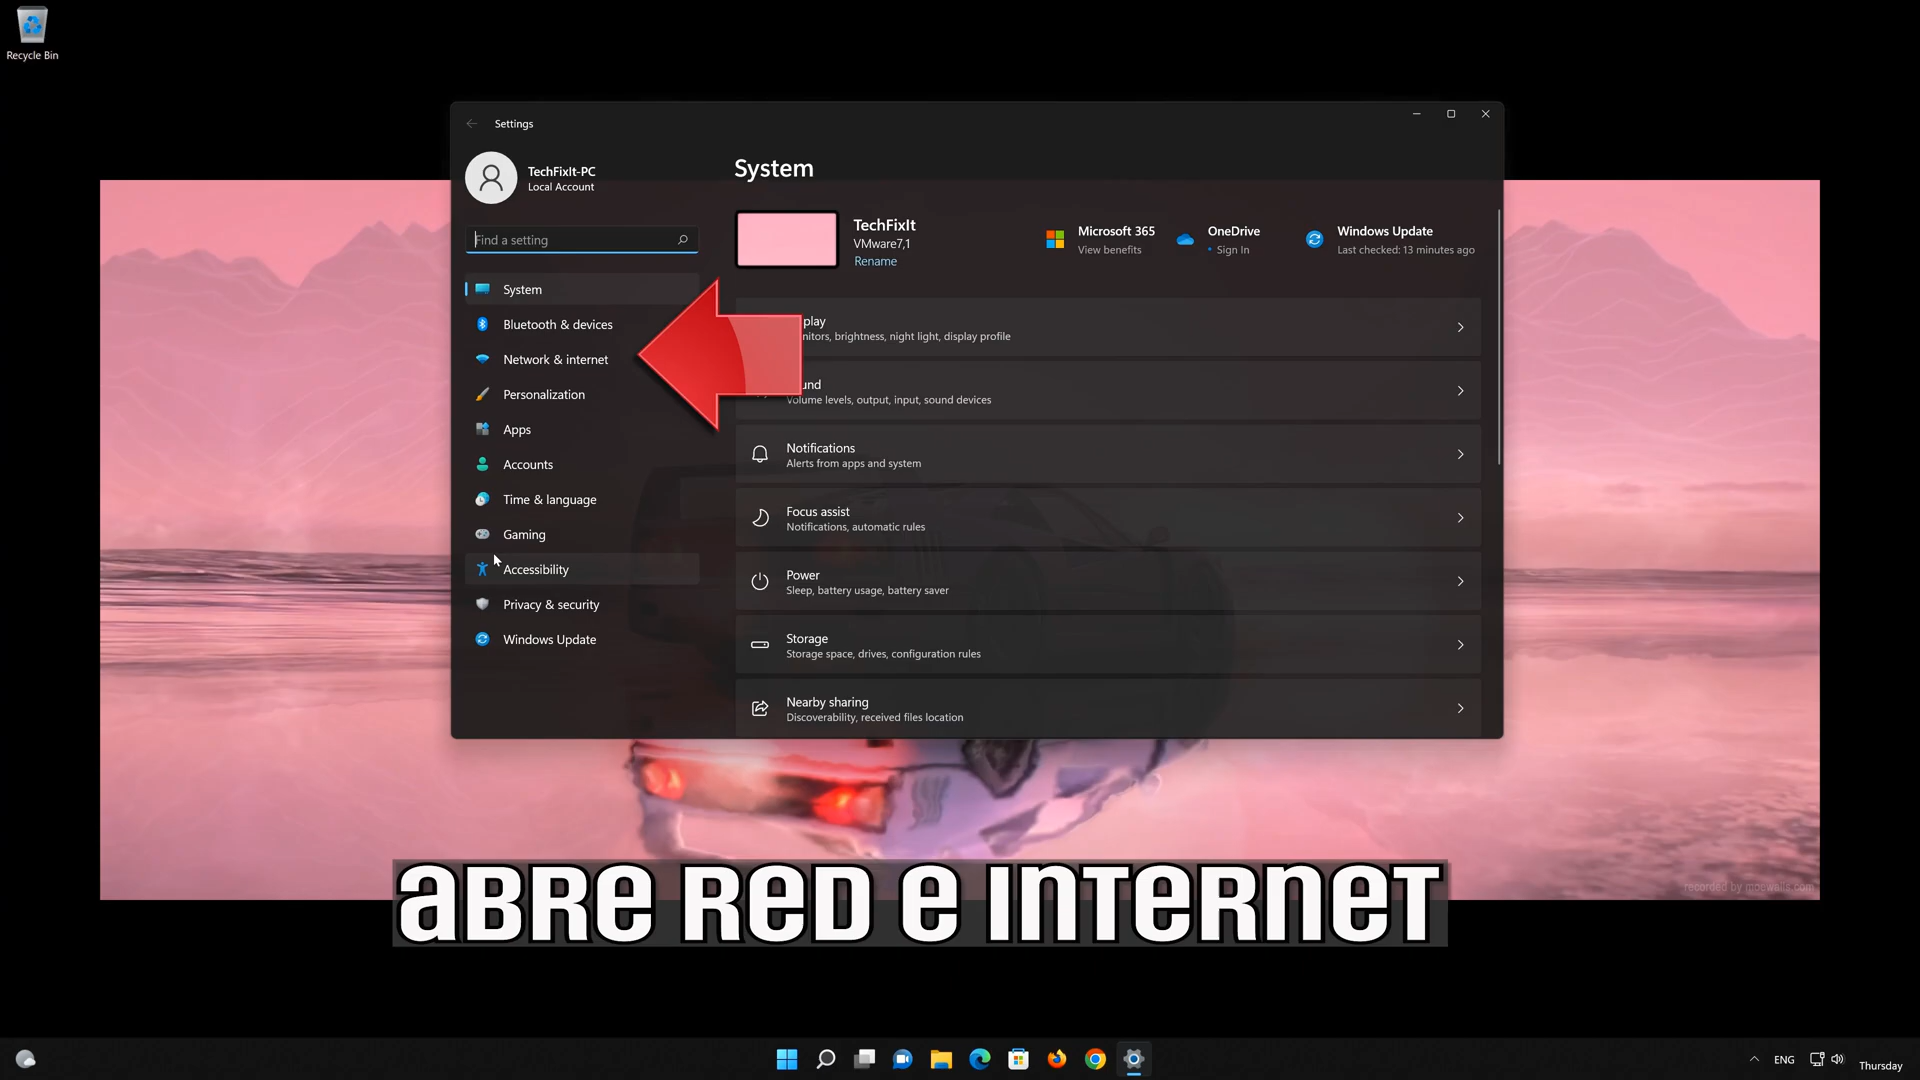 Recycle Bin
Settings
TechFixIt-PC
Local Account
Find a setting
System
Bluetooth & devices
Network & internet
Personalization
Apps
Accounts
Time & language
Gaming
Accessibility
Privacy & security
Windows Update
System
TechFixIt
VMware7,1
Rename
Microsoft 365
View benefits
OneDrive
• Sign In
Windows Update
Last checked: 13 minutes ago
brightness, night light, display profile
Volume levels, output, input, sound devices
Notifications
Alerts from apps and system
Focus assist
Notifications, automatic rules
Power
Sleep, battery usage, battery saver
Storage
Storage space, drives, configuration rules
Nearby sharing
Discoverability, received files location
recorded by moewalls.com
ABRE RED E INTERNET
ENG
Thursday